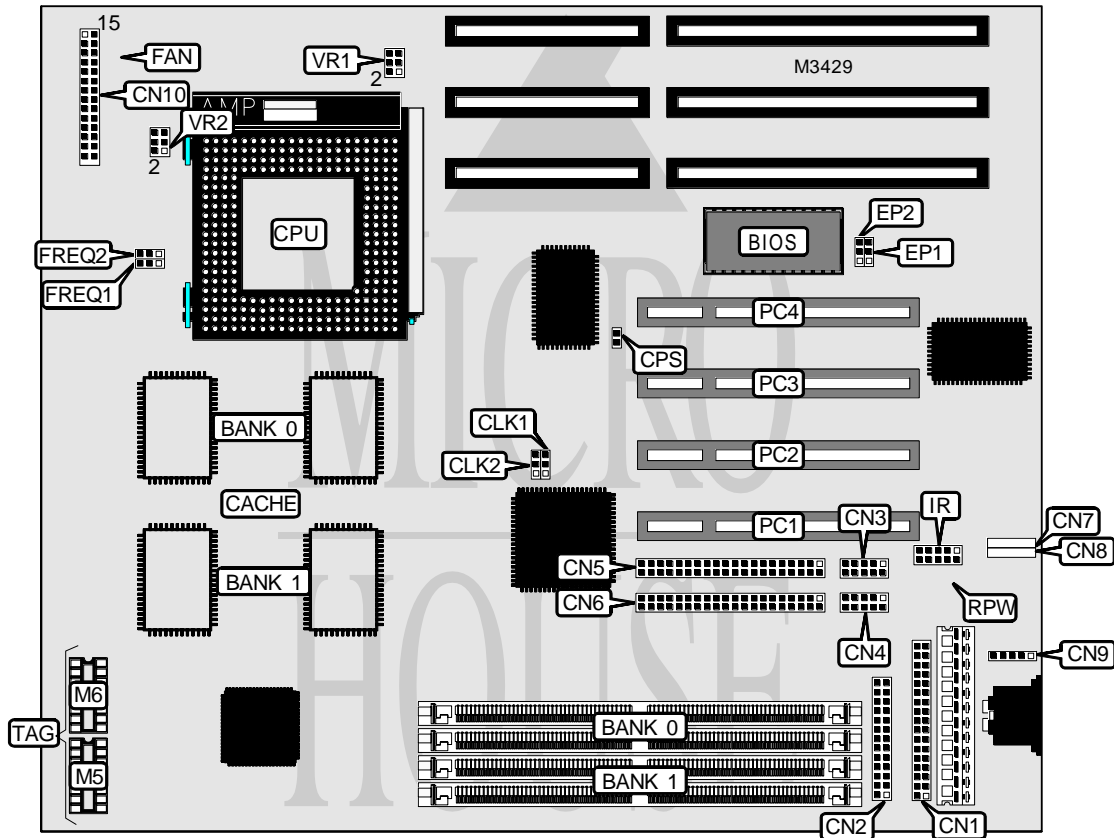 15
FAN
VR1
2
M3429
CN10
AMP
VR2
2
CPU
BIOS
EP2
EP1
FREQ2
FREQ1
PC4
CPS
PC3
CLK1
BANK 0
CLK2
PC2
CACHE
IR
PC1
CN3
CN7
CN8
CN5
BANK 1
CN6
RPW
CN4
CN9
M6
TAG
BANK 0
M5
BANK 1
CN2
CN1
MICRO
HOUSE